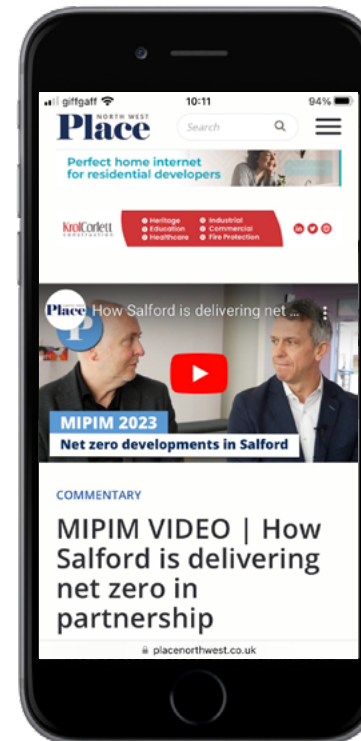 giffgaff 10:11 94%
NORTH WEST
Place
Search
Perfect home internet
for residential developers
KrolCorlett
construction
Heritage Industrial
Education Commercial
Healthcare Fire Protection
Place How Salford is delivering net ...
MIPIM 2023
Net zero developments in Salford
COMMENTARY
MIPIM VIDEO | How
Salford is delivering
net zero in
partnership
placenorthwest.co.uk